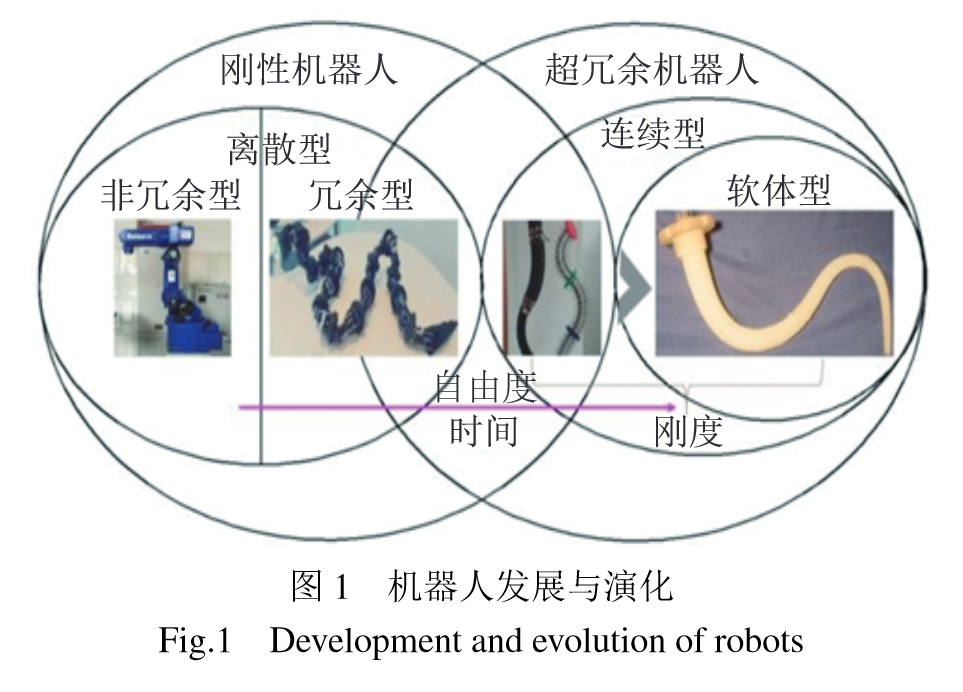 刚性机器人
超冗余机器人
离散型
连续型
非冗余型
冗余型
软体型
自由度
时间
刚度
图 1 机器人发展与演化
Fig.1 Development and evolution of robots